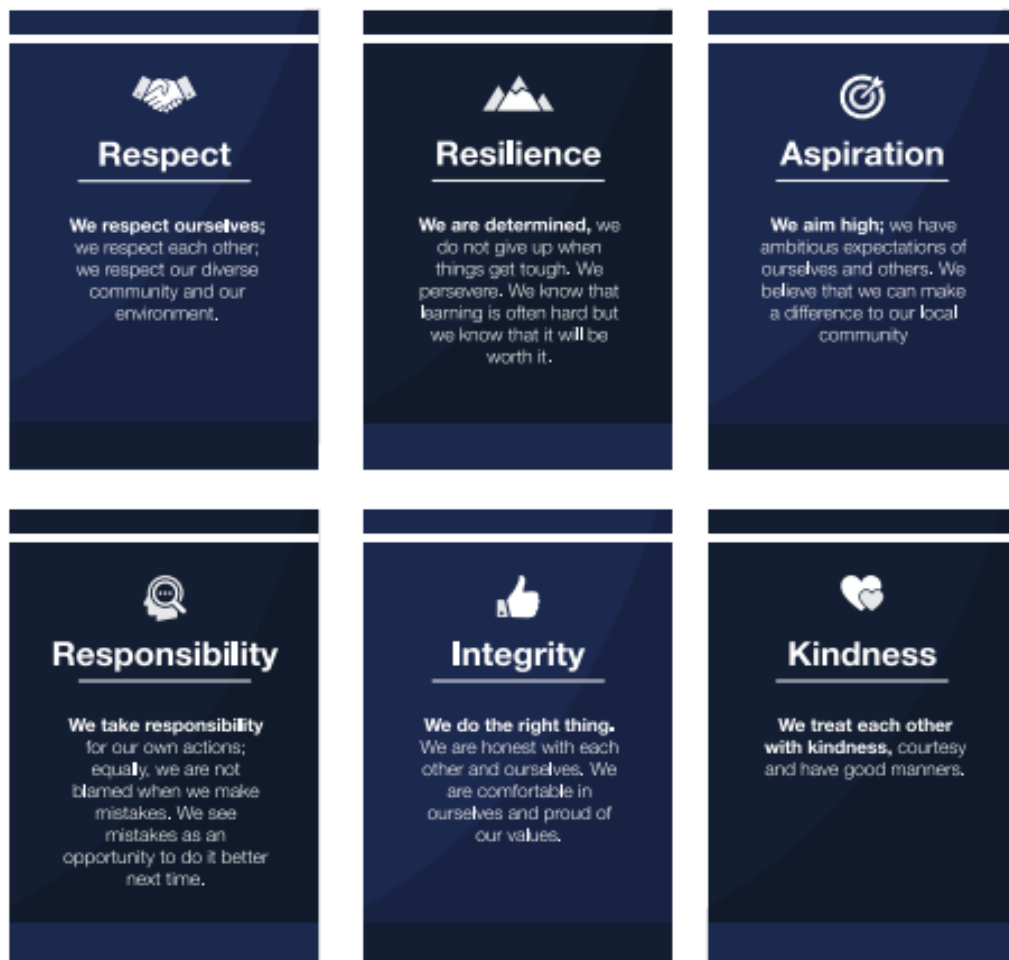 Respect
We respect ourselves;
we respect each other;
we respect our diverse
community and our
environment.
Resilience
We are determined, we
do not give up when
things get tough. We
persevere. We know that
learning is often hard but
we know that it will be
worth it.
Aspiration
We aim high; we have
ambitious expectations of
ourselves and others. We
believe that we can make
a difference to our local
community
Responsibility
We take responsibility
for our own actions;
equally, we are not
blamed when we make
mistakes. We see
mistakes as an
opportunity to do it better
next time.
Integrity
We do the right thing.
We are honest with each
other and ourselves. We
are comfortable in
ourselves and proud of
our values.
Kindness
We treat each other
with kindness, courtesy
and have good manners.